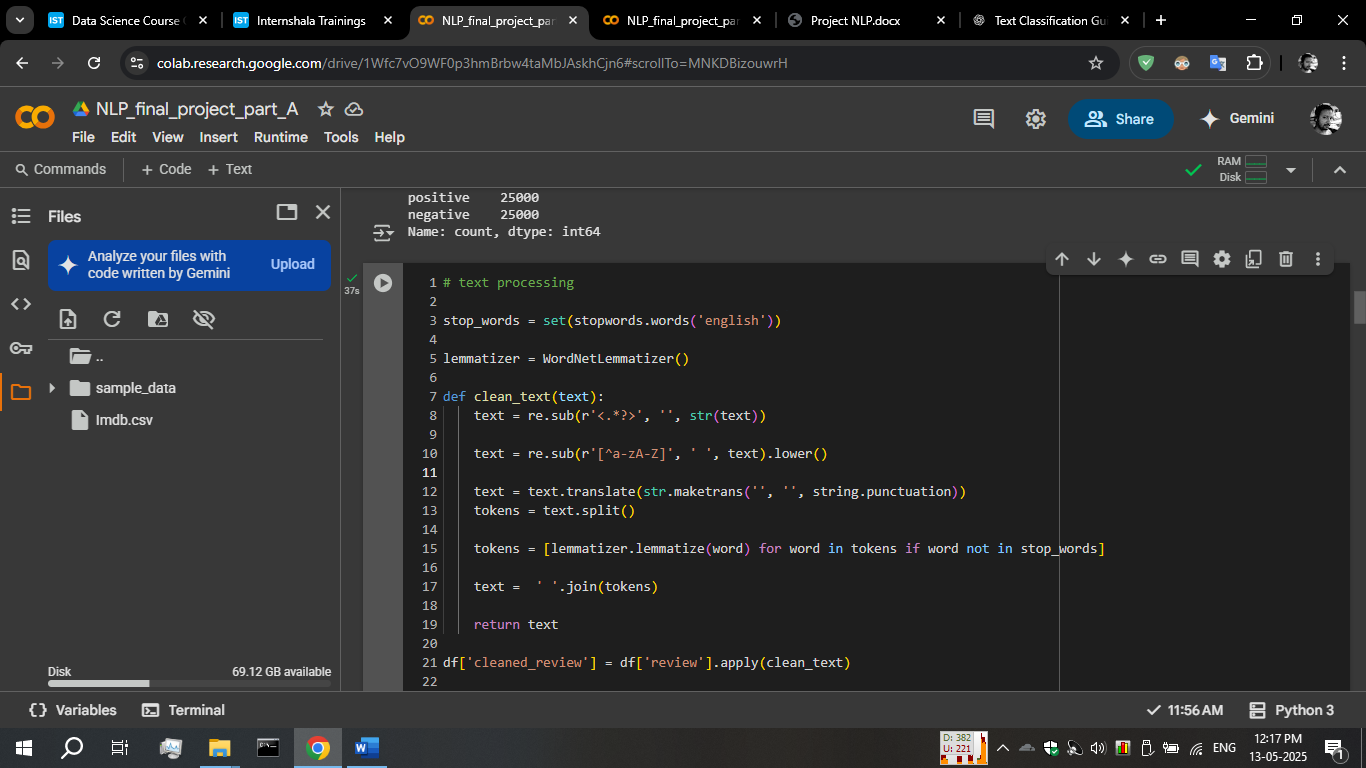 Data Science Course
Internshala Trainings
NLP_final_project_par
NLP_final_project_par
Project NLP.docx
Text Classification Gui
colab.research.google.com/drive/1Wfc7vO9WF0p3hmBrbw4taMbJAskhCjn6#scrollTo=MNKDBizouwrH
NLP_final_project_part_A
File Edit View Insert Runtime Tools Help
Share
Gemini
Commands + Code + Text
RAM
Disk
Files
Analyze your files with
code written by Gemini
Upload
..
sample_data
Imdb.csv
Disk 69.12 GB available
positive 25000
negative 25000
Name: count, dtype: int64
37s
1 # text processing
2
3 stop_words = set(stopwords.words('english'))
4
5 lemmatizer = WordNetLemmatizer()
6
7 def clean_text(text):
8 text = re.sub(r'<.*?>', '', str(text))
9
10 text = re.sub(r'[^a-zA-Z]', ' ', text).lower()
11
12 text = text.translate(str.maketrans('', '', string.punctuation))
13 tokens = text.split()
14
15 tokens = [lemmatizer.lemmatize(word) for word in tokens if word not in stop_words]
16
17 text =  ' '.join(tokens)
18
19 return text
20
21 df['cleaned_review'] = df['review'].apply(clean_text)
22
Variables Terminal
11:56 AM Python 3
D: 382
U: 221
ENG
12:17 PM
13-05-2025
1